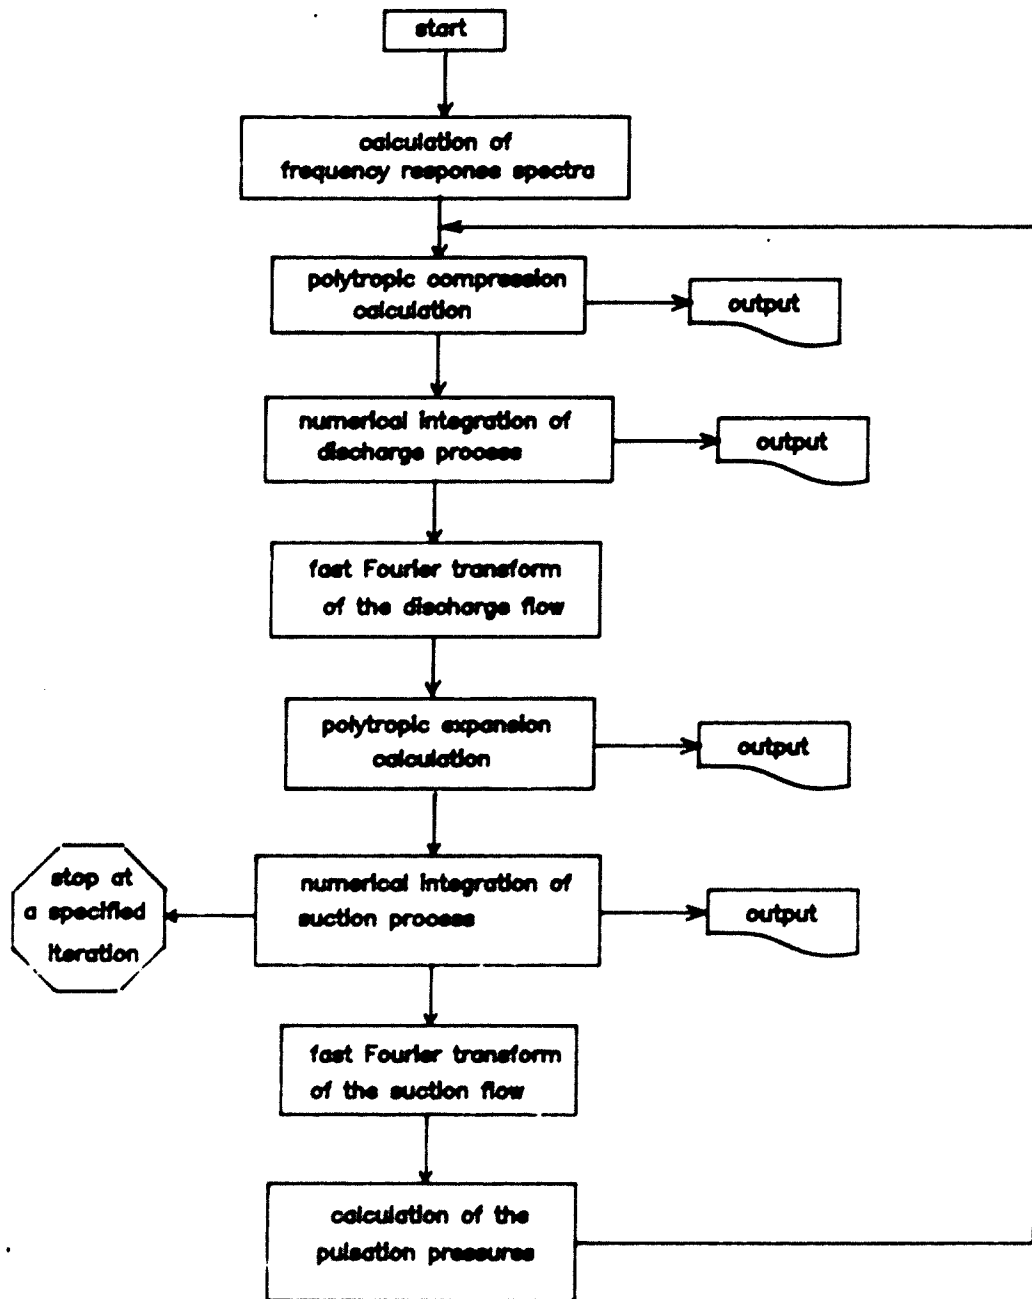 start
calculation of
frequency response spectra
polytropic compression
calculation
output
numerical integration of
discharge process
output
fast Fourier transform
of the discharge flow
polytropic expansion
calculation
output
stop at
a specified
iteration
numerical integration of
suction process
output
fast Fourier transform
of the suction flow
calculation of the
pulsation pressures